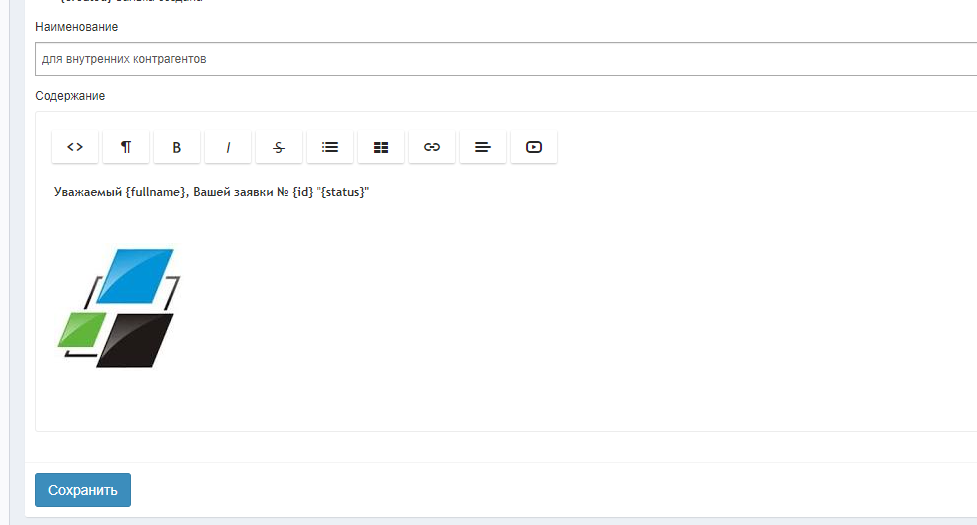 Наименование
для внутренних контрагентов
Содержание
B I S
Уважаемый {fullname}, Вашей заявки № {id} "{status}"
Сохранить